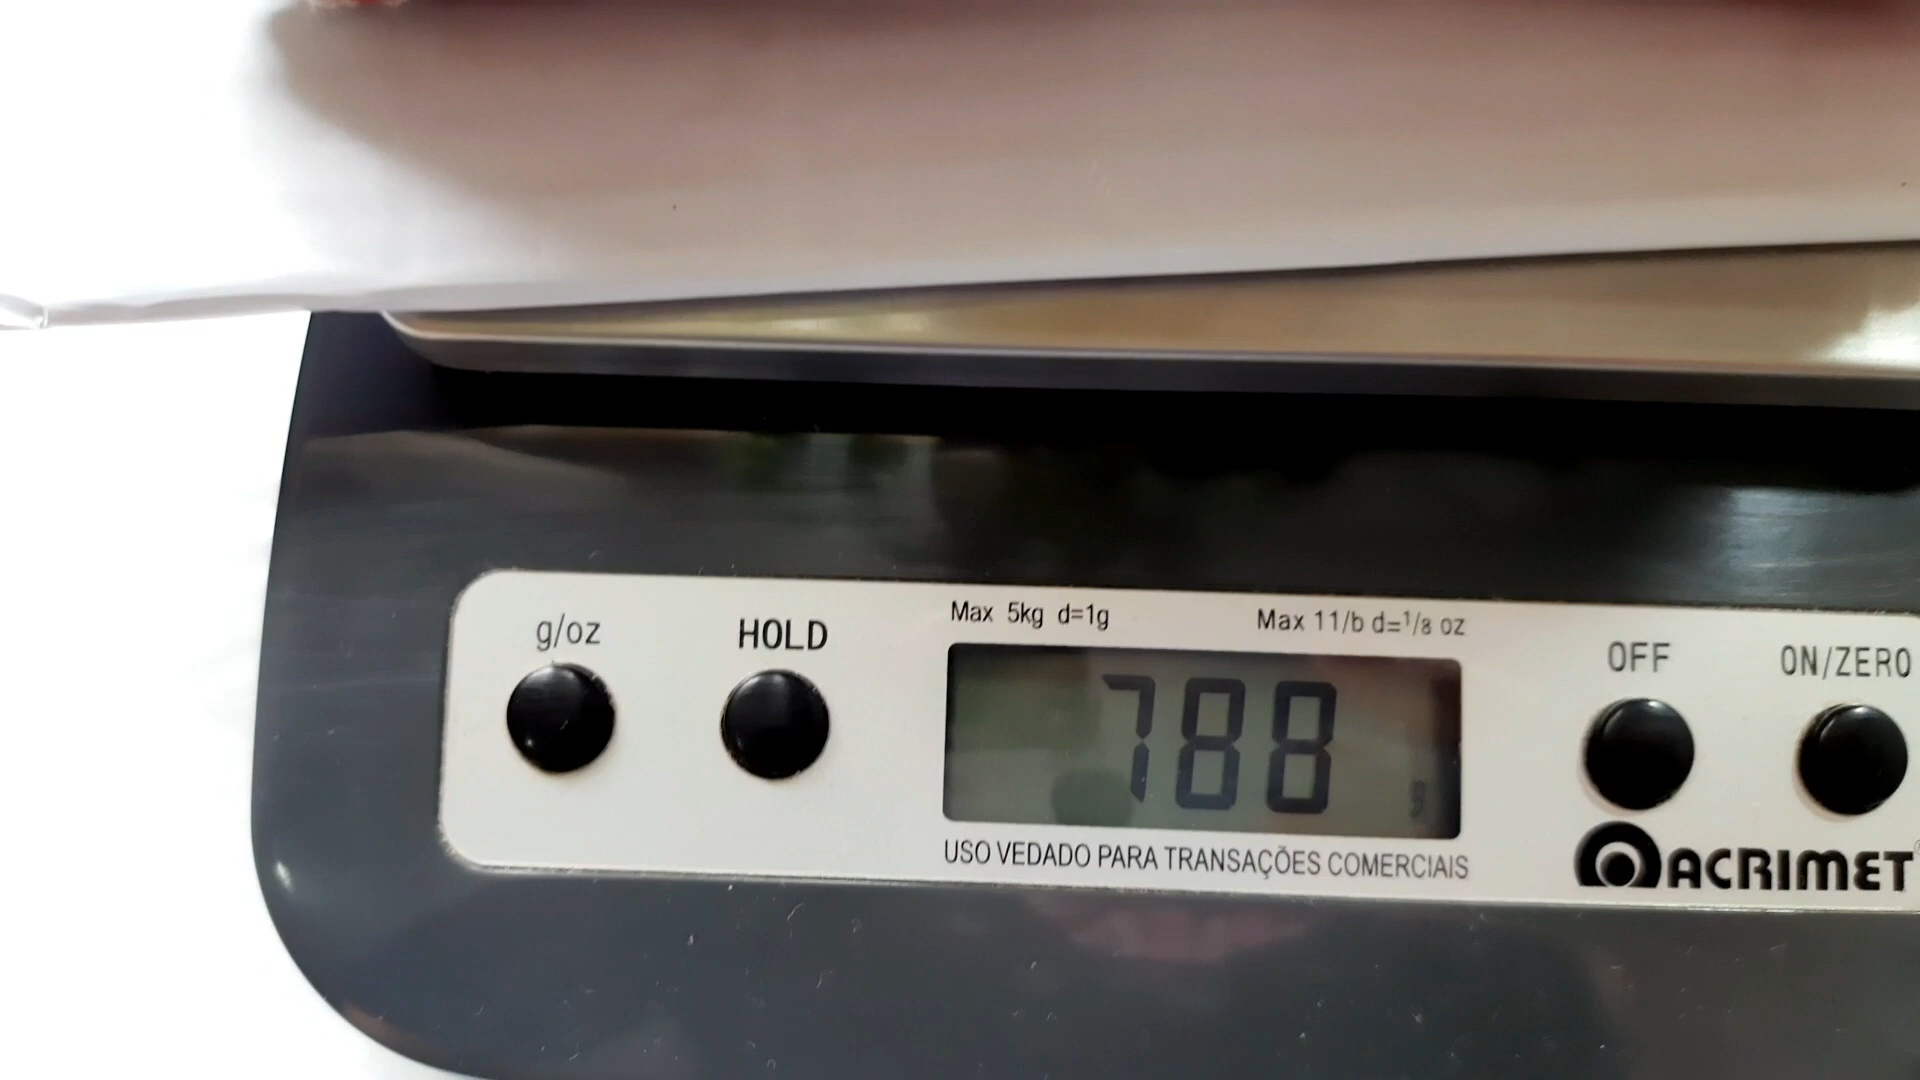 g/oz
HOLD
Max 5kg d=1g
Max 11/b d=1/8 oz
OFF
ON/ZERO
788 g
USO VEDADO PARA TRANSAÇÕES COMERCIAIS
ACRIMET